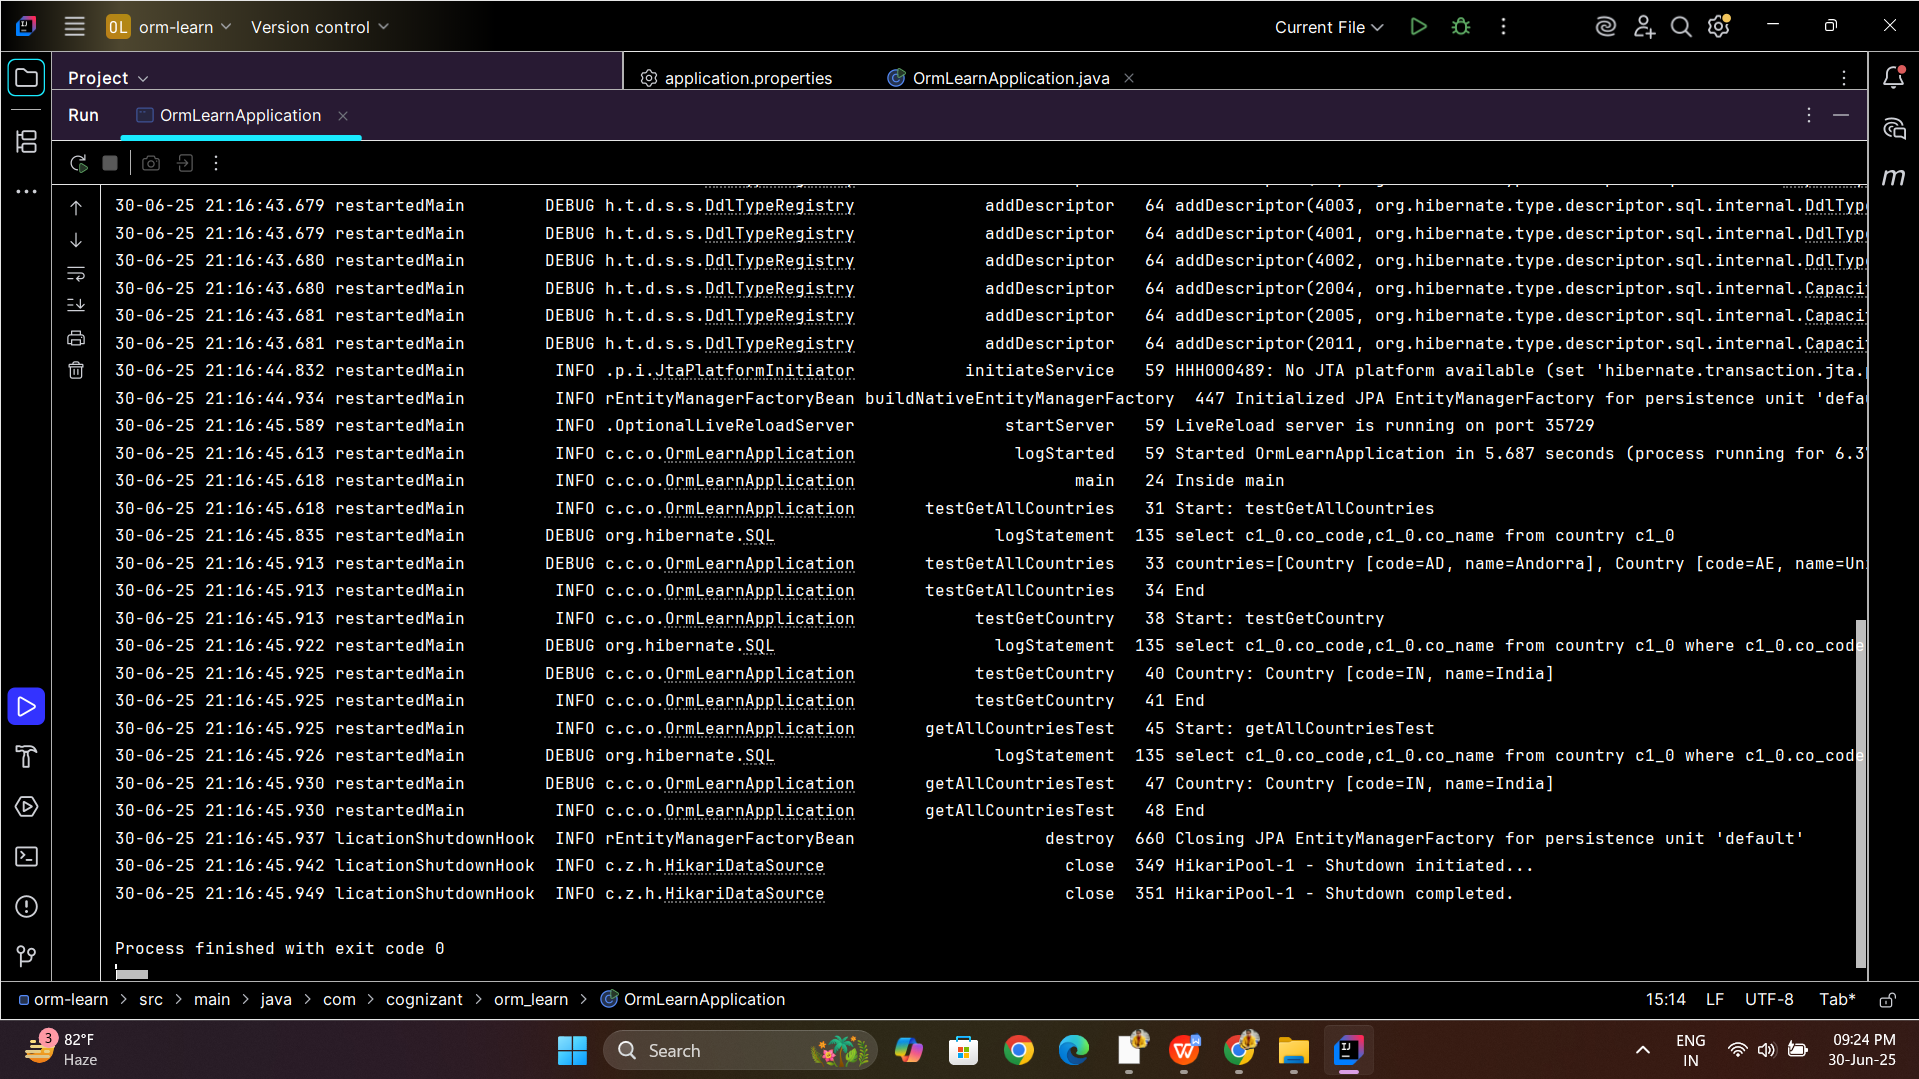 OL orm-learn Version control Current File
Project application.properties OrmLearnApplication.java
Run OrmLearnApplication
30-06-25 21:16:43.679 restartedMain DEBUG h.t.d.s.s.DdlTypeRegistry addDescriptor 64 addDescriptor(4003, org.hibernate.type.descriptor.sql.internal.DdlType
30-06-25 21:16:43.679 restartedMain DEBUG h.t.d.s.s.DdlTypeRegistry addDescriptor 64 addDescriptor(4001, org.hibernate.type.descriptor.sql.internal.DdlType
30-06-25 21:16:43.680 restartedMain DEBUG h.t.d.s.s.DdlTypeRegistry addDescriptor 64 addDescriptor(4002, org.hibernate.type.descriptor.sql.internal.DdlType
30-06-25 21:16:43.680 restartedMain DEBUG h.t.d.s.s.DdlTypeRegistry addDescriptor 64 addDescriptor(2004, org.hibernate.type.descriptor.sql.internal.Capaci
30-06-25 21:16:43.681 restartedMain DEBUG h.t.d.s.s.DdlTypeRegistry addDescriptor 64 addDescriptor(2005, org.hibernate.type.descriptor.sql.internal.Capaci
30-06-25 21:16:43.681 restartedMain DEBUG h.t.d.s.s.DdlTypeRegistry addDescriptor 64 addDescriptor(2011, org.hibernate.type.descriptor.sql.internal.Capaci
30-06-25 21:16:44.832 restartedMain INFO .p.i.JtaPlatformInitiator initiateService 59 HHH000489: No JTA platform available (set 'hibernate.transaction.jta.p
30-06-25 21:16:44.934 restartedMain INFO rEntityManagerFactoryBean buildNativeEntityManagerFactory 447 Initialized JPA EntityManagerFactory for persistence unit 'defau
30-06-25 21:16:45.589 restartedMain INFO .OptionalLiveReloadServer startServer 59 LiveReload server is running on port 35729
30-06-25 21:16:45.613 restartedMain INFO c.c.o.OrmLearnApplication logStarted 59 Started OrmLearnApplication in 5.687 seconds (process running for 6.37
30-06-25 21:16:45.618 restartedMain INFO c.c.o.OrmLearnApplication main 24 Inside main
30-06-25 21:16:45.618 restartedMain INFO c.c.o.OrmLearnApplication testGetAllCountries 31 Start: testGetAllCountries
30-06-25 21:16:45.835 restartedMain DEBUG org.hibernate.SQL logStatement 135 select c1_0.co_code,c1_0.co_name from country c1_0
30-06-25 21:16:45.913 restartedMain DEBUG c.c.o.OrmLearnApplication testGetAllCountries 33 countries=[Country [code=AD, name=Andorra], Country [code=AE, name=Un
30-06-25 21:16:45.913 restartedMain INFO c.c.o.OrmLearnApplication testGetAllCountries 34 End
30-06-25 21:16:45.913 restartedMain INFO c.c.o.OrmLearnApplication testGetCountry 38 Start: testGetCountry
30-06-25 21:16:45.922 restartedMain DEBUG org.hibernate.SQL logStatement 135 select c1_0.co_code,c1_0.co_name from country c1_0 where c1_0.co_code
30-06-25 21:16:45.925 restartedMain DEBUG c.c.o.OrmLearnApplication testGetCountry 40 Country: Country [code=IN, name=India]
30-06-25 21:16:45.925 restartedMain INFO c.c.o.OrmLearnApplication testGetCountry 41 End
30-06-25 21:16:45.925 restartedMain INFO c.c.o.OrmLearnApplication getAllCountriesTest 45 Start: getAllCountriesTest
30-06-25 21:16:45.926 restartedMain DEBUG org.hibernate.SQL logStatement 135 select c1_0.co_code,c1_0.co_name from country c1_0 where c1_0.co_code
30-06-25 21:16:45.930 restartedMain DEBUG c.c.o.OrmLearnApplication getAllCountriesTest 47 Country: Country [code=IN, name=India]
30-06-25 21:16:45.930 restartedMain INFO c.c.o.OrmLearnApplication getAllCountriesTest 48 End
30-06-25 21:16:45.937 licationShutdownHook INFO rEntityManagerFactoryBean destroy 660 Closing JPA EntityManagerFactory for persistence unit 'default'
30-06-25 21:16:45.942 licationShutdownHook INFO c.z.h.HikariDataSource close 349 HikariPool-1 - Shutdown initiated...
30-06-25 21:16:45.949 licationShutdownHook INFO c.z.h.HikariDataSource close 351 HikariPool-1 - Shutdown completed.
Process finished with exit code 0
orm-learn > src > main > java > com > cognizant > orm_learn > OrmLearnApplication 15:14 LF UTF-8 Tab*
3 82°F Search ENG 09:24 PM
Haze IN 30-Jun-25